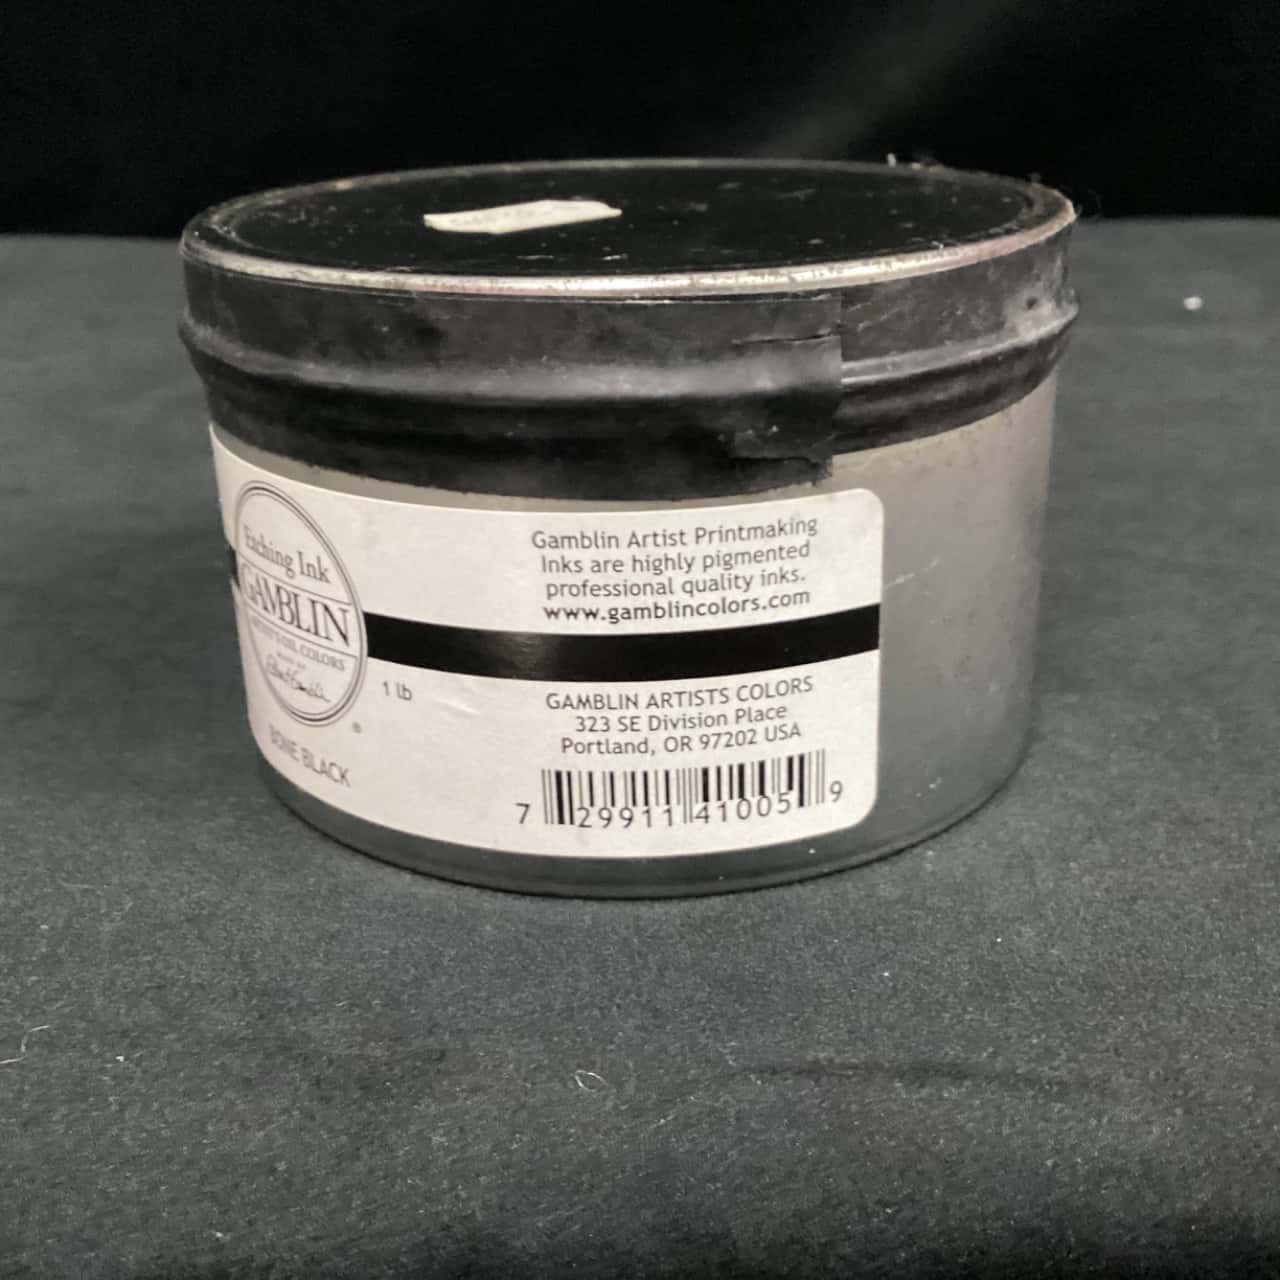 Etching Ink
GAMBLIN
ARTIST'S OIL COLORS
MADE BY
®
BONE BLACK
1 lb
Gamblin Artist Printmaking
Inks are highly pigmented
professional quality inks.
www.gamblincolors.com
GAMBLIN ARTISTS COLORS
323 SE Division Place
Portland, OR 97202 USA
7 29911 41005 9